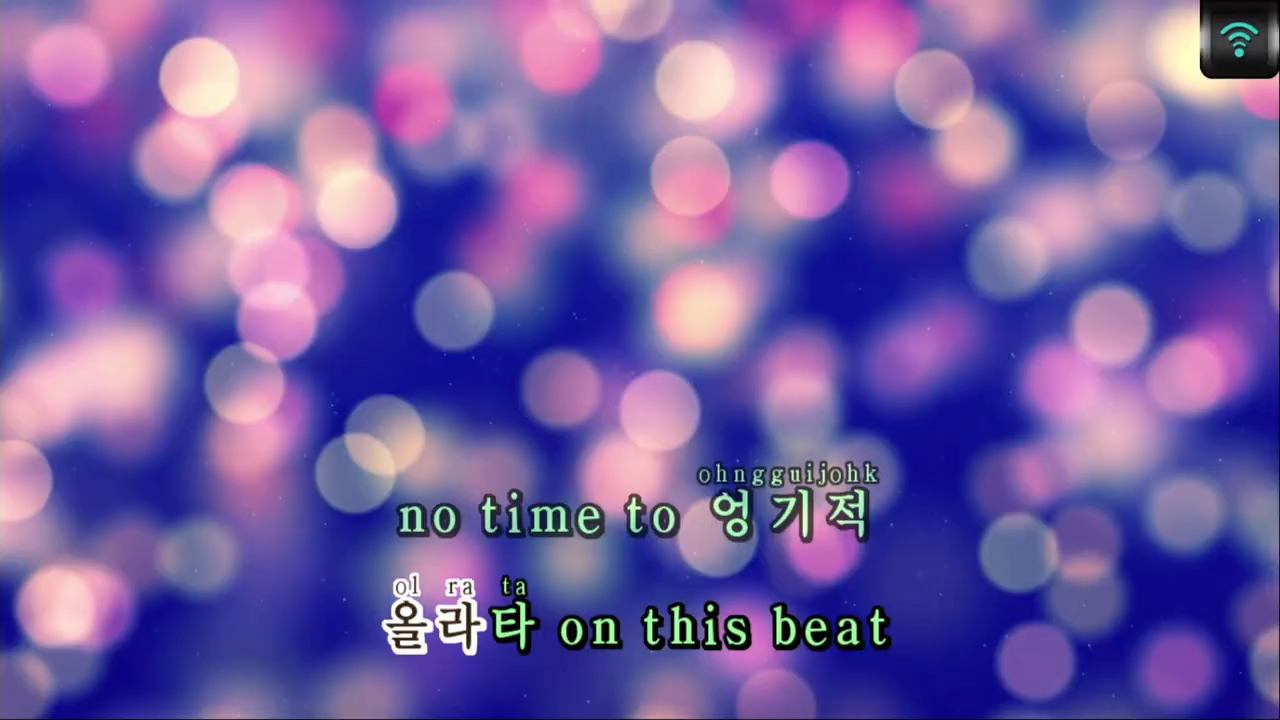 ohngguijohk
no time to 엉기적
ol ra ta
올라타 on this beat